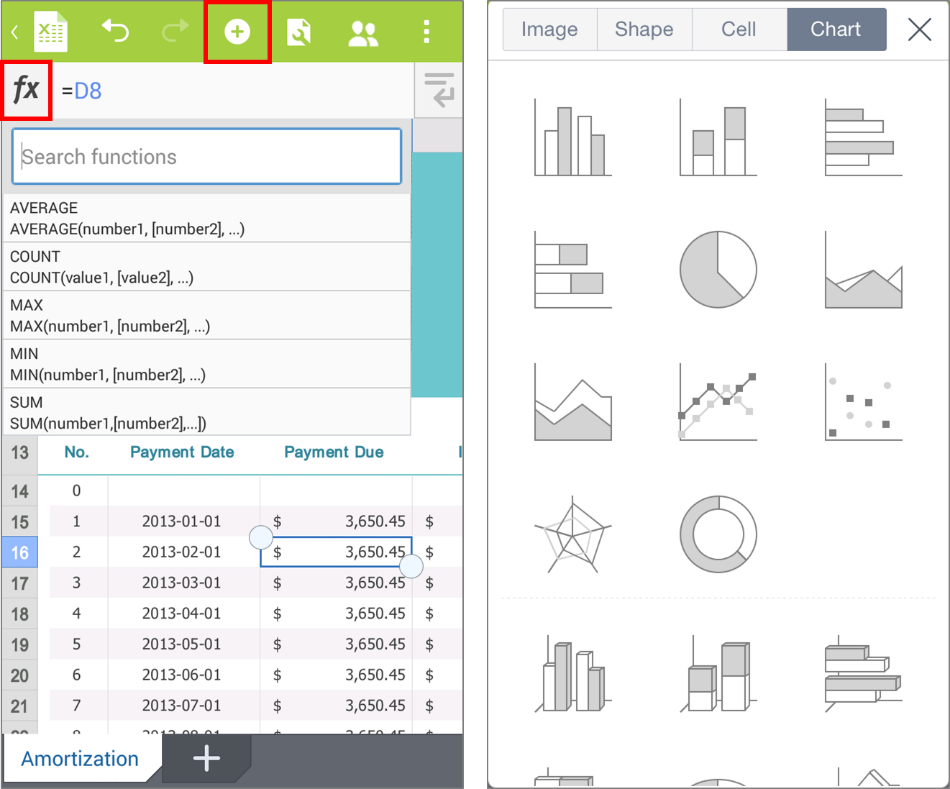 X
fx
=D8
Search functions
AVERAGE
AVERAGE(number1, [number2], ...)
COUNT
COUNT(value1, [value2], ...)
MAX
MAX(number1, [number2], ...)
MIN
MIN(number1, [number2], ...)
SUM
SUM(number1,[number2],...])
13 No. Payment Date Payment Due
14 0
15 1 2013-01-01 $ 3,650.45 $
16 2 2013-02-01 $ 3,650.45 $
17 3 2013-03-01 $ 3,650.45 $
18 4 2013-04-01 $ 3,650.45 $
19 5 2013-05-01 $ 3,650.45 $
20 6 2013-06-01 $ 3,650.45 $
21 7 2013-07-01 $ 3,650.45 $
Amortization +
Image Shape Cell Chart